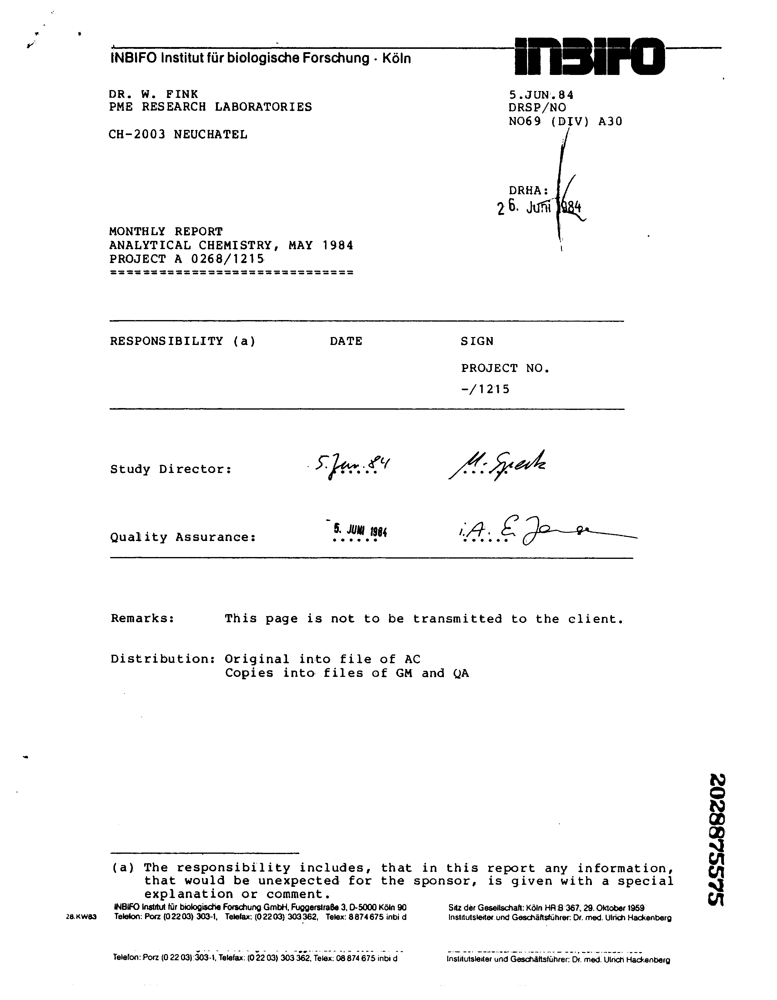 INBIFO Institut für biologische Forschung · Köln
INBIFO
DR. W. FINK
PME RESEARCH LABORATORIES
CH-2003 NEUCHATEL
5.JUN.84
DRSP/NO
NO69 (DIV) A30
DRHA:
26. Juni 1984
MONTHLY REPORT
ANALYTICAL CHEMISTRY, MAY 1984
PROJECT A 0268/1215
==============================
RESPONSIBILITY (a) DATE SIGN
PROJECT NO.
-/1215
Study Director: 5. Jun. 84 M.
Quality Assurance: 5. JUNI 1984 i.A. E.
Remarks: This page is not to be transmitted to the client.
Distribution: Original into file of AC
Copies into files of GM and QA
(a) The responsibility includes, that in this report any information,
that would be unexpected for the sponsor, is given with a special
explanation or comment.
INBIFO Institut für biologische Forschung GmbH, Fuggerstraße 3, D-5000 Köln 90
28.KW83 Telefon: Porz (0 22 03) 303-1, Telefax: (0 22 03) 303 362, Telex: 8 874 675 inbi d
Sitz der Gesellschaft: Köln HR B 367, 29. Oktober 1959
Institutsleiter und Geschäftsführer: Dr. med. Ulrich Hackenberg
Telefon: Porz (0 22 03) 303-1, Telefax: (0 22 03) 303 362, Telex: 08 874 675 inbi d
Institutsleiter und Geschäftsführer: Dr. med. Ulrich Hackenberg
2028875575